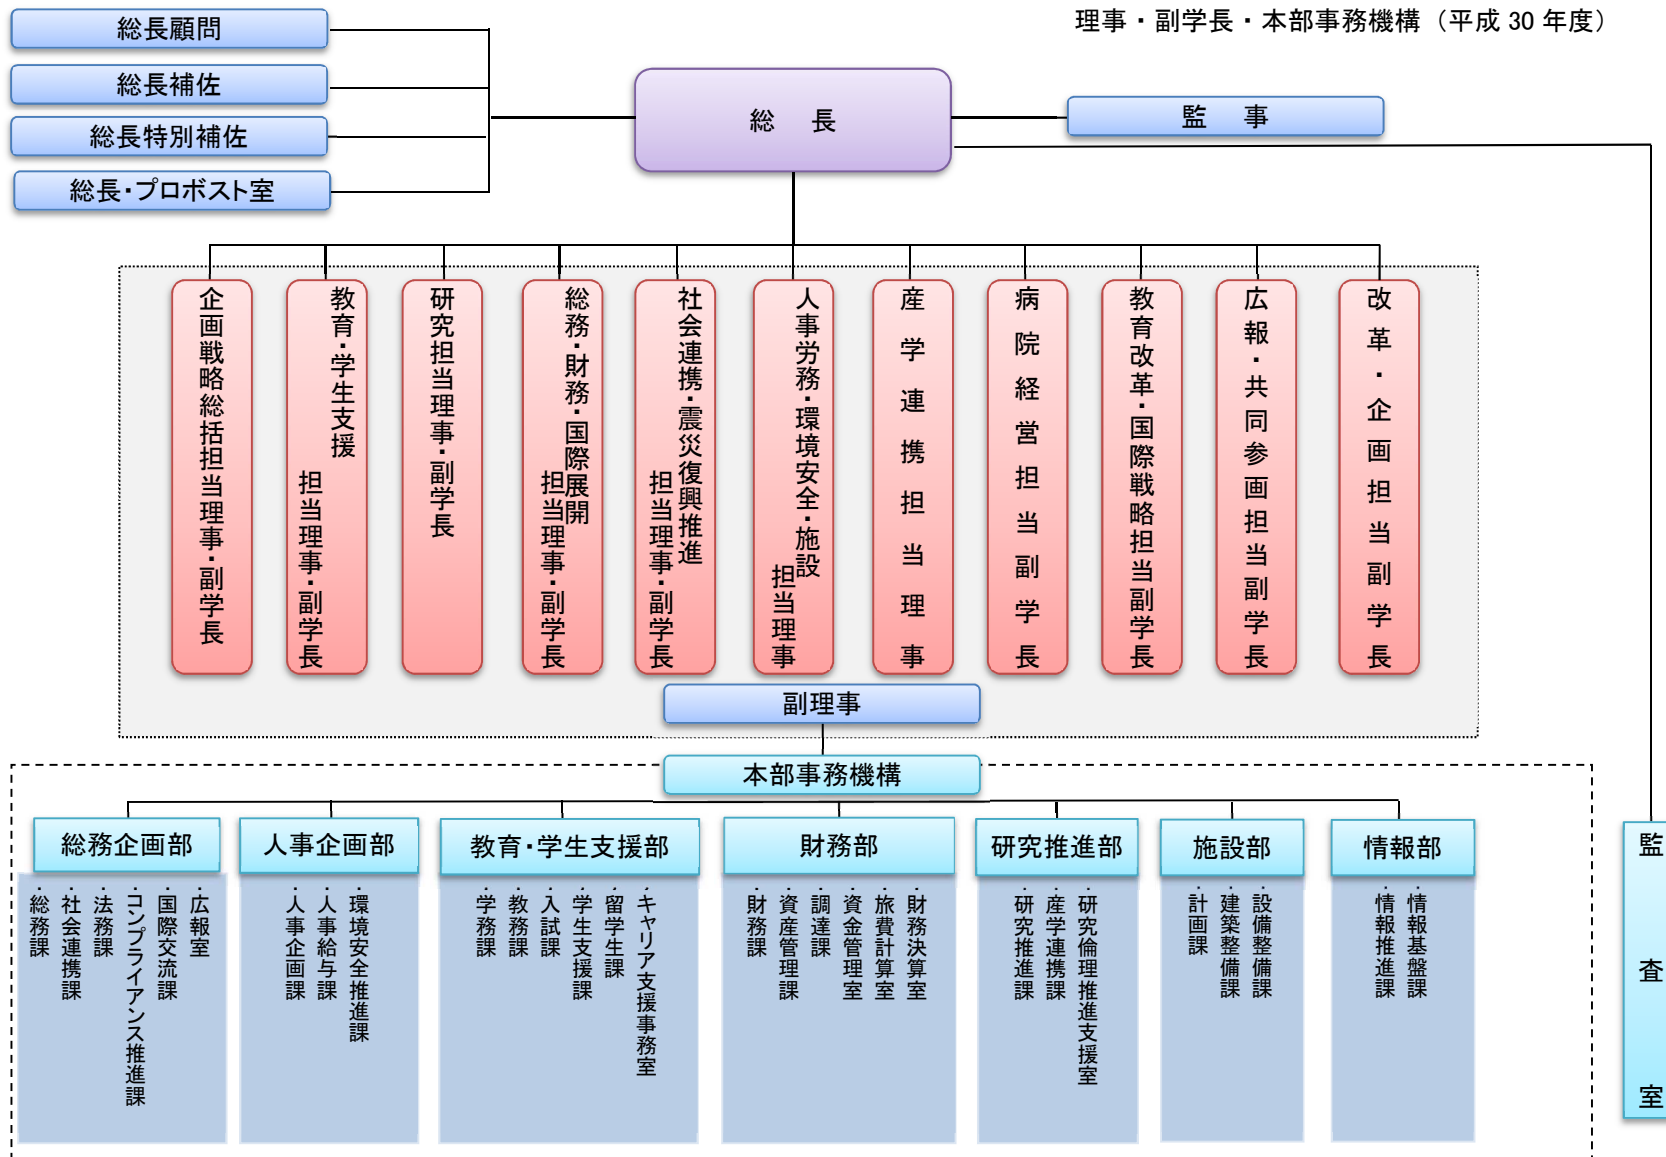 理事・副学長・本部事務機構（平成 30 年度）
総長顧問
総長補佐
総長特別補佐
総長・プロボスト室
総　長
監　事
企画戦略総括担当理事・副学長
教育・学生支援
担当理事・副学長
研究担当理事・副学長
総務・財務・国際展開
担当理事・副学長
社会連携・震災復興推進
担当理事・副学長
人事労務・環境安全・施設
担当理事
産学連携担当理事
病院経営担当副学長
教育改革・国際戦略担当副学長
広報・共同参画担当副学長
改革・企画担当副学長
副理事
本部事務機構
総務企画部
・総務課
・社会連携課
・法務課
・コンプライアンス推進課
・国際交流課
・広報室
人事企画部
・人事企画課
・人事給与課
・環境安全推進課
教育・学生支援部
・学務課
・教務課
・入試課
・学生支援課
・留学生課
・キャリア支援事務室
財務部
・財務課
・資産管理課
・調達課
・資金管理室
・旅費計算室
・財務決算室
研究推進部
・研究推進課
・産学連携課
・研究倫理推進支援室
施設部
・計画課
・建築整備課
・設備整備課
情報部
・情報推進課
・情報基盤課
監査室